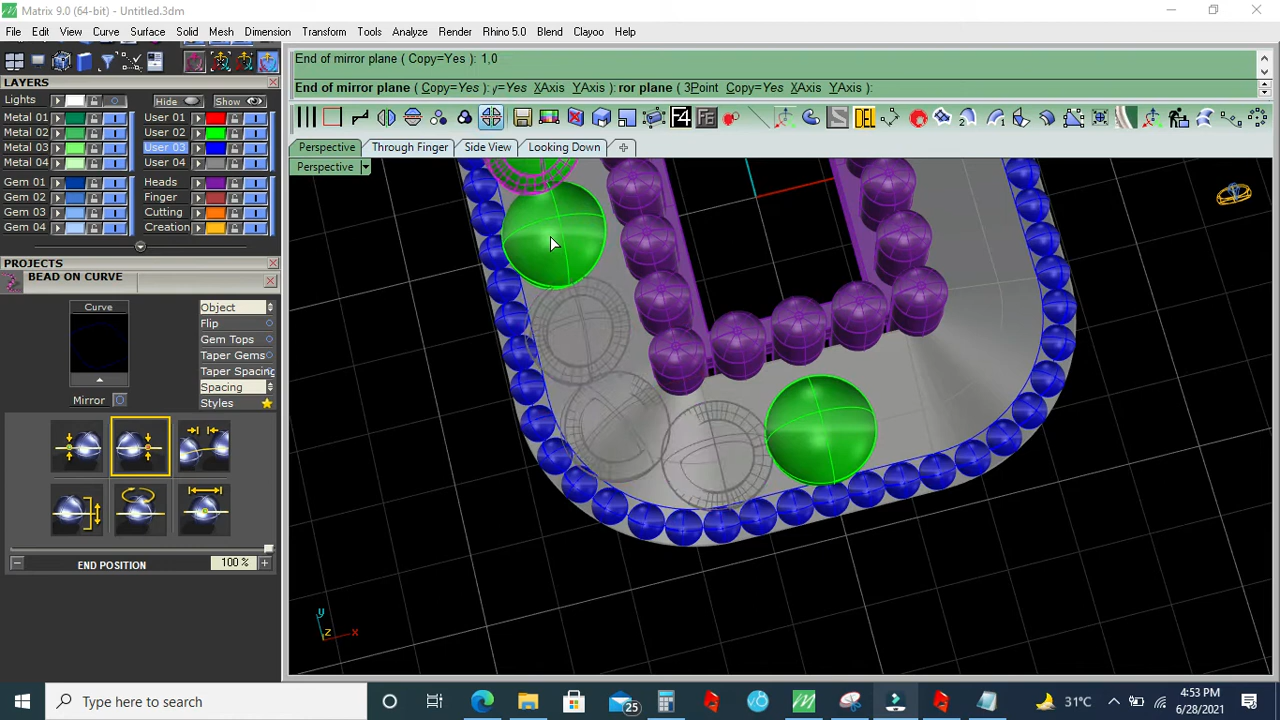 Matrix 9.0 (64-bit) - Untitled.3dm
File Edit View Curve Surface Solid Mesh Dimension Transform Tools Analyze Render Rhino 5.0 Blend Clayoo Help
End of mirror plane ( Copy=Yes ): 1,0
End of mirror plane ( Copy=Yes ): y=Yes XAxis YAxis ): ror plane ( 3Point Copy=Yes XAxis YAxis ):
LAYERS
Lights Hide Show
Metal 01 User 01
Metal 02 User 02
Metal 03 User 03
Metal 04 User 04
Gem 01 Heads
Gem 02 Finger
Gem 03 Cutting
Gem 04 Creation
F4 F6 DEL
Perspective Through Finger Side View Looking Down
Perspective
PROJECTS
BEAD ON CURVE
Curve
Object
Flip
Gem Tops
Taper Gems
Taper Spacing
Spacing
Mirror
Styles
100 %
END POSITION
y
z x
Type here to search
25
31°C
4:53 PM
6/28/2021